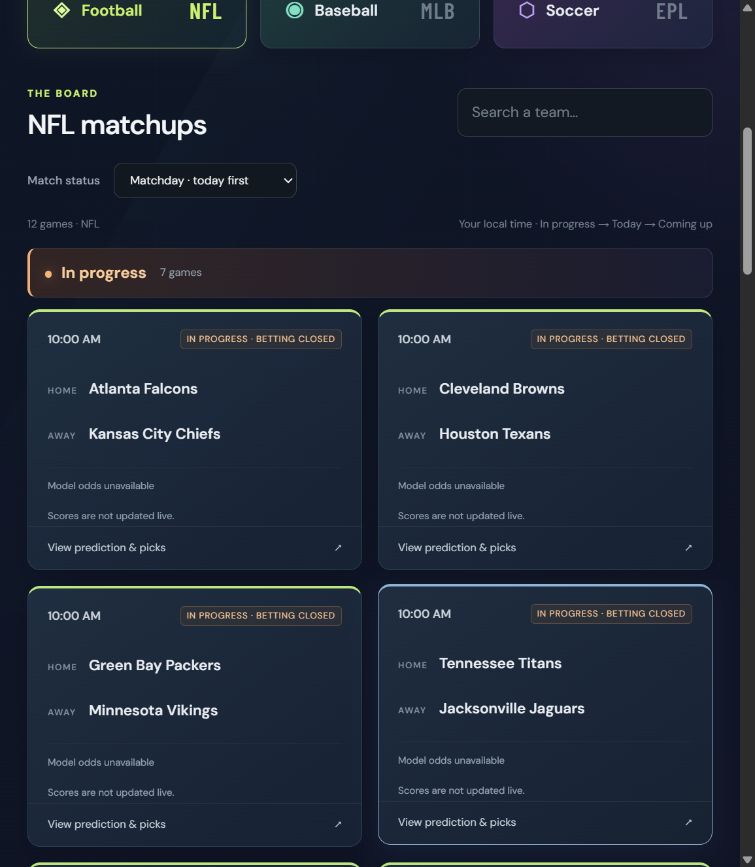 Football NFL
Baseball MLB
Soccer EPL
THE BOARD
NFL matchups
Search a team...
Match status
Matchday · today first
12 games · NFL
Your local time · In progress → Today → Coming up
In progress 7 games
10:00 AM
IN PROGRESS · BETTING CLOSED
HOME Atlanta Falcons
AWAY Kansas City Chiefs
Model odds unavailable
Scores are not updated live.
View prediction & picks ↗
10:00 AM
IN PROGRESS · BETTING CLOSED
HOME Cleveland Browns
AWAY Houston Texans
Model odds unavailable
Scores are not updated live.
View prediction & picks ↗
10:00 AM
IN PROGRESS · BETTING CLOSED
HOME Green Bay Packers
AWAY Minnesota Vikings
Model odds unavailable
Scores are not updated live.
View prediction & picks ↗
10:00 AM
IN PROGRESS · BETTING CLOSED
HOME Tennessee Titans
AWAY Jacksonville Jaguars
Model odds unavailable
Scores are not updated live.
View prediction & picks ↗